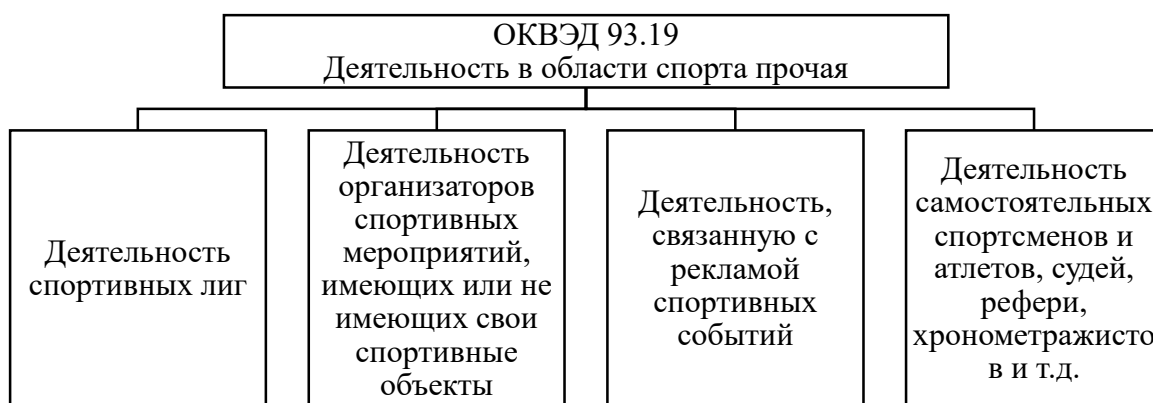 ОКВЭД 93.19
Деятельность в области спорта прочая
Деятельность
спортивных лиг
Деятельность
организаторов
спортивных
мероприятий,
имеющих или не
имеющих свои
спортивные
объекты
Деятельность,
связанную с
рекламой
спортивных
событий
Деятельность
самостоятельных
спортсменов и
атлетов, судей,
рефери,
хронометражисто
в и т.д.